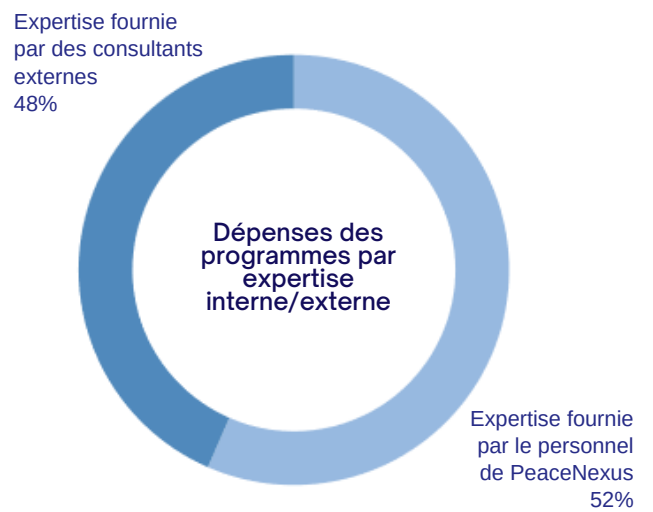 Expertise fournie
par des consultants
externes
48%
Dépenses des
programmes par
expertise
interne/externe
Expertise fournie
par le personnel
de PeaceNexus
52%